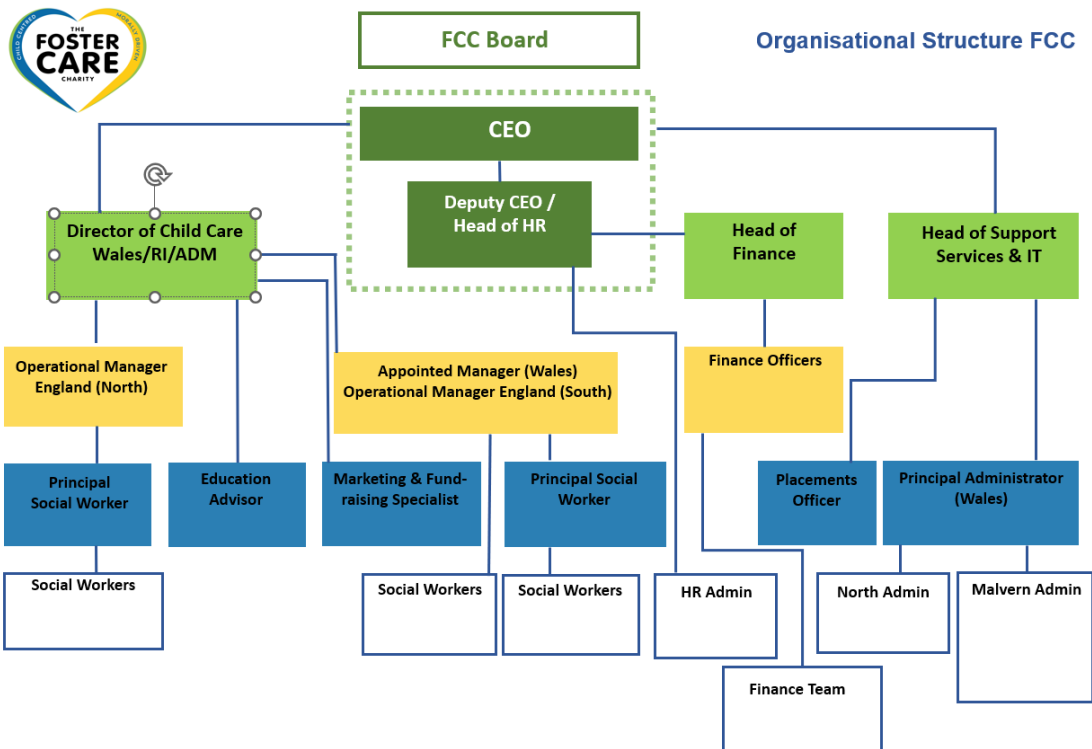 CHILD CENTRED
MORALLY DRIVEN
THE
FOSTER
CARE
CHARITY
FCC Board
Organisational Structure FCC
CEO
Deputy CEO /
Head of HR
Director of Child Care
Wales/RI/ADM
Head of
Finance
Head of Support
Services & IT
Operational Manager
England (North)
Appointed Manager (Wales)
Operational Manager England (South)
Finance Officers
Principal
Social Worker
Education
Advisor
Marketing & Fund-
raising Specialist
Principal Social
Worker
Placements
Officer
Principal Administrator
(Wales)
Social Workers
Social Workers
Social Workers
HR Admin
North Admin
Malvern Admin
Finance Team